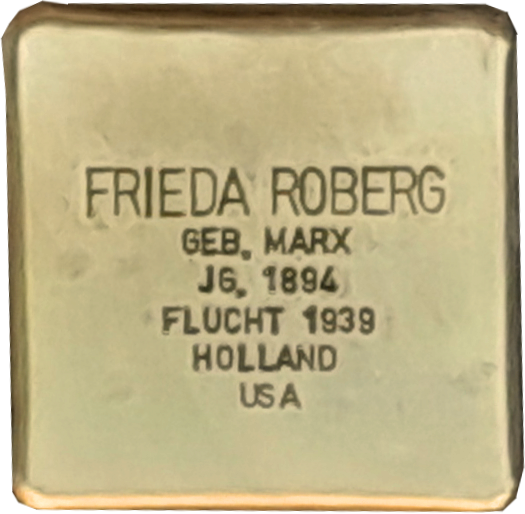 FRIEDA ROBERG
GEB. MARX
JG. 1894
FLUCHT 1939
HOLLAND
USA